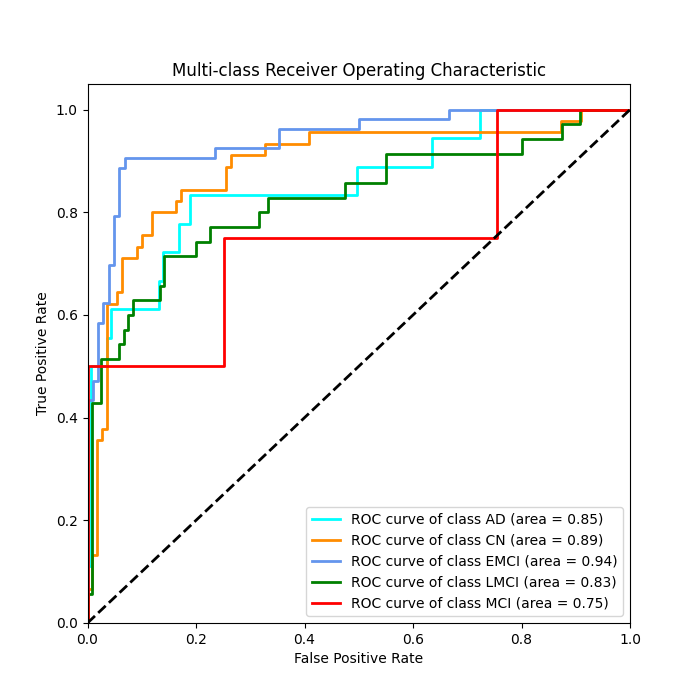 Multi-class Receiver Operating Characteristic
True Positive Rate
1.0
0.8
0.6
0.4
0.2
0.0
ROC curve of class AD (area = 0.85)
ROC curve of class CN (area = 0.89)
ROC curve of class EMCI (area = 0.94)
ROC curve of class LMCI (area = 0.83)
ROC curve of class MCI (area = 0.75)
0.0 0.2 0.4 0.6 0.8 1.0
False Positive Rate